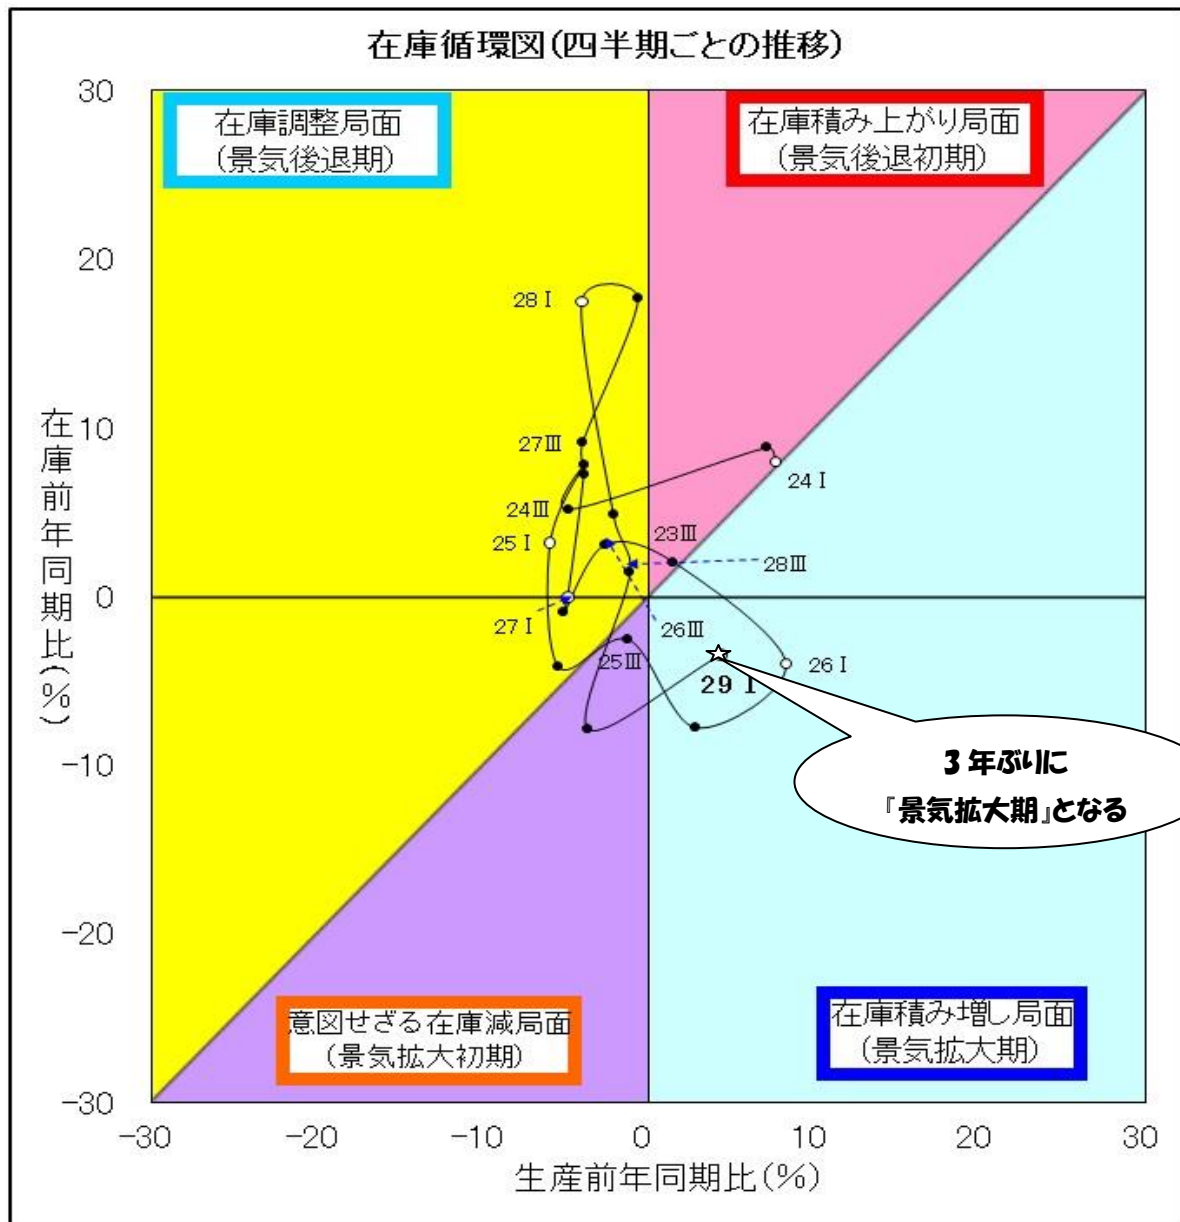 在庫循環図(四半期ごとの推移)
30
在庫調整局面
(景気後退期)
在庫積み上がり局面
(景気後退初期)
20
28Ⅰ
10
27Ⅲ
24Ⅲ
24Ⅰ
25Ⅰ
23Ⅲ
28Ⅲ
0
27Ⅰ
26Ⅲ
25Ⅲ
26Ⅰ
29Ⅰ
在庫前年同期比(%)
3年ぶりに
『景気拡大期』となる
-10
-20
意図せざる在庫減局面
(景気拡大初期)
在庫積み増し局面
(景気拡大期)
-30
-30 -20 -10 0 10 20 30
生産前年同期比(%)